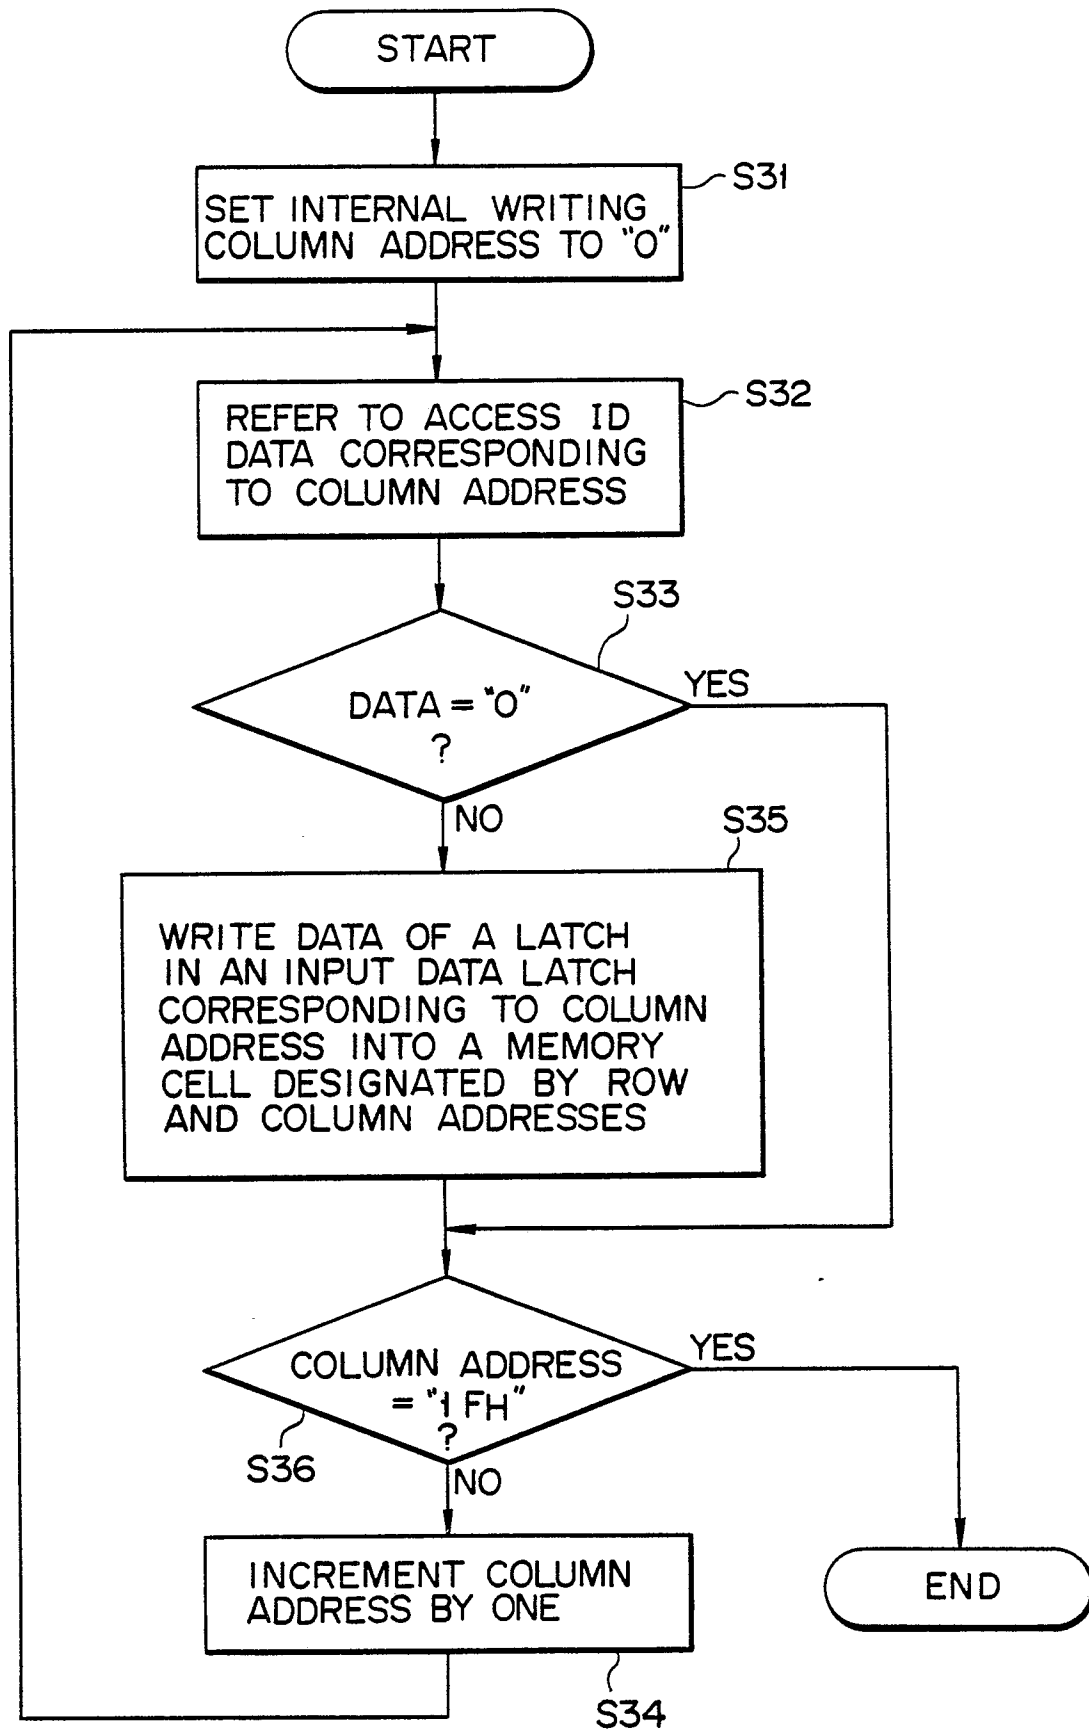 START
S31
SET INTERNAL WRITING
COLUMN ADDRESS TO "0"
S32
REFER TO ACCESS ID
DATA CORRESPONDING
TO COLUMN ADDRESS
S33
YES
DATA = "0"
?
NO
S35
WRITE DATA OF A LATCH
IN AN INPUT DATA LATCH
CORRESPONDING TO COLUMN
ADDRESS INTO A MEMORY
CELL DESIGNATED BY ROW
AND COLUMN ADDRESSES
YES
COLUMN ADDRESS
= "1FH"
?
S36
NO
INCREMENT COLUMN
ADDRESS BY ONE
END
S34